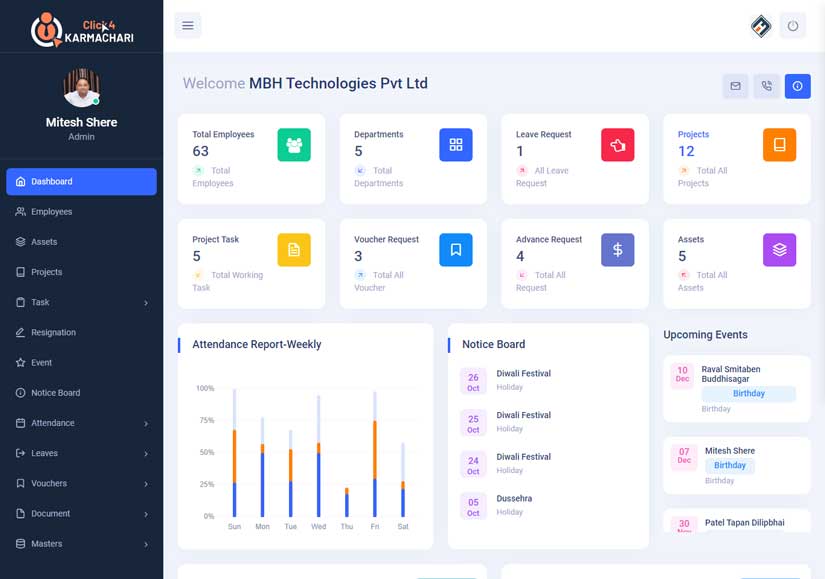 Click4
KARMACHARI
Mitesh Shere
Admin
Dashboard
Employees
Assets
Projects
Task
Resignation
Event
Notice Board
Attendance
Leaves
Vouchers
Document
Masters
Welcome MBH Technologies Pvt Ltd
Total Employees
63
Total
Employees
Departments
5
Total
Departments
Leave Request
1
All Leave
Request
Projects
12
Total All
Projects
Project Task
5
Total Working
Task
Voucher Request
3
Total All
Voucher
Advance Request
4
Total All
Request
Assets
5
Total All
Assets
Attendance Report-Weekly
100%
75%
50%
25%
0%
Sun Mon Tue Wed Thu Fri Sat
Notice Board
26
Oct
Diwali Festival
Holiday
25
Oct
Diwali Festival
Holiday
24
Oct
Diwali Festival
Holiday
05
Oct
Dussehra
Holiday
Upcoming Events
10
Dec
Raval Smitaben
Buddhisagar
Birthday
Birthday
07
Dec
Mitesh Shere
Birthday
Birthday
30
Nov
Patel Tapan Dilipbhai